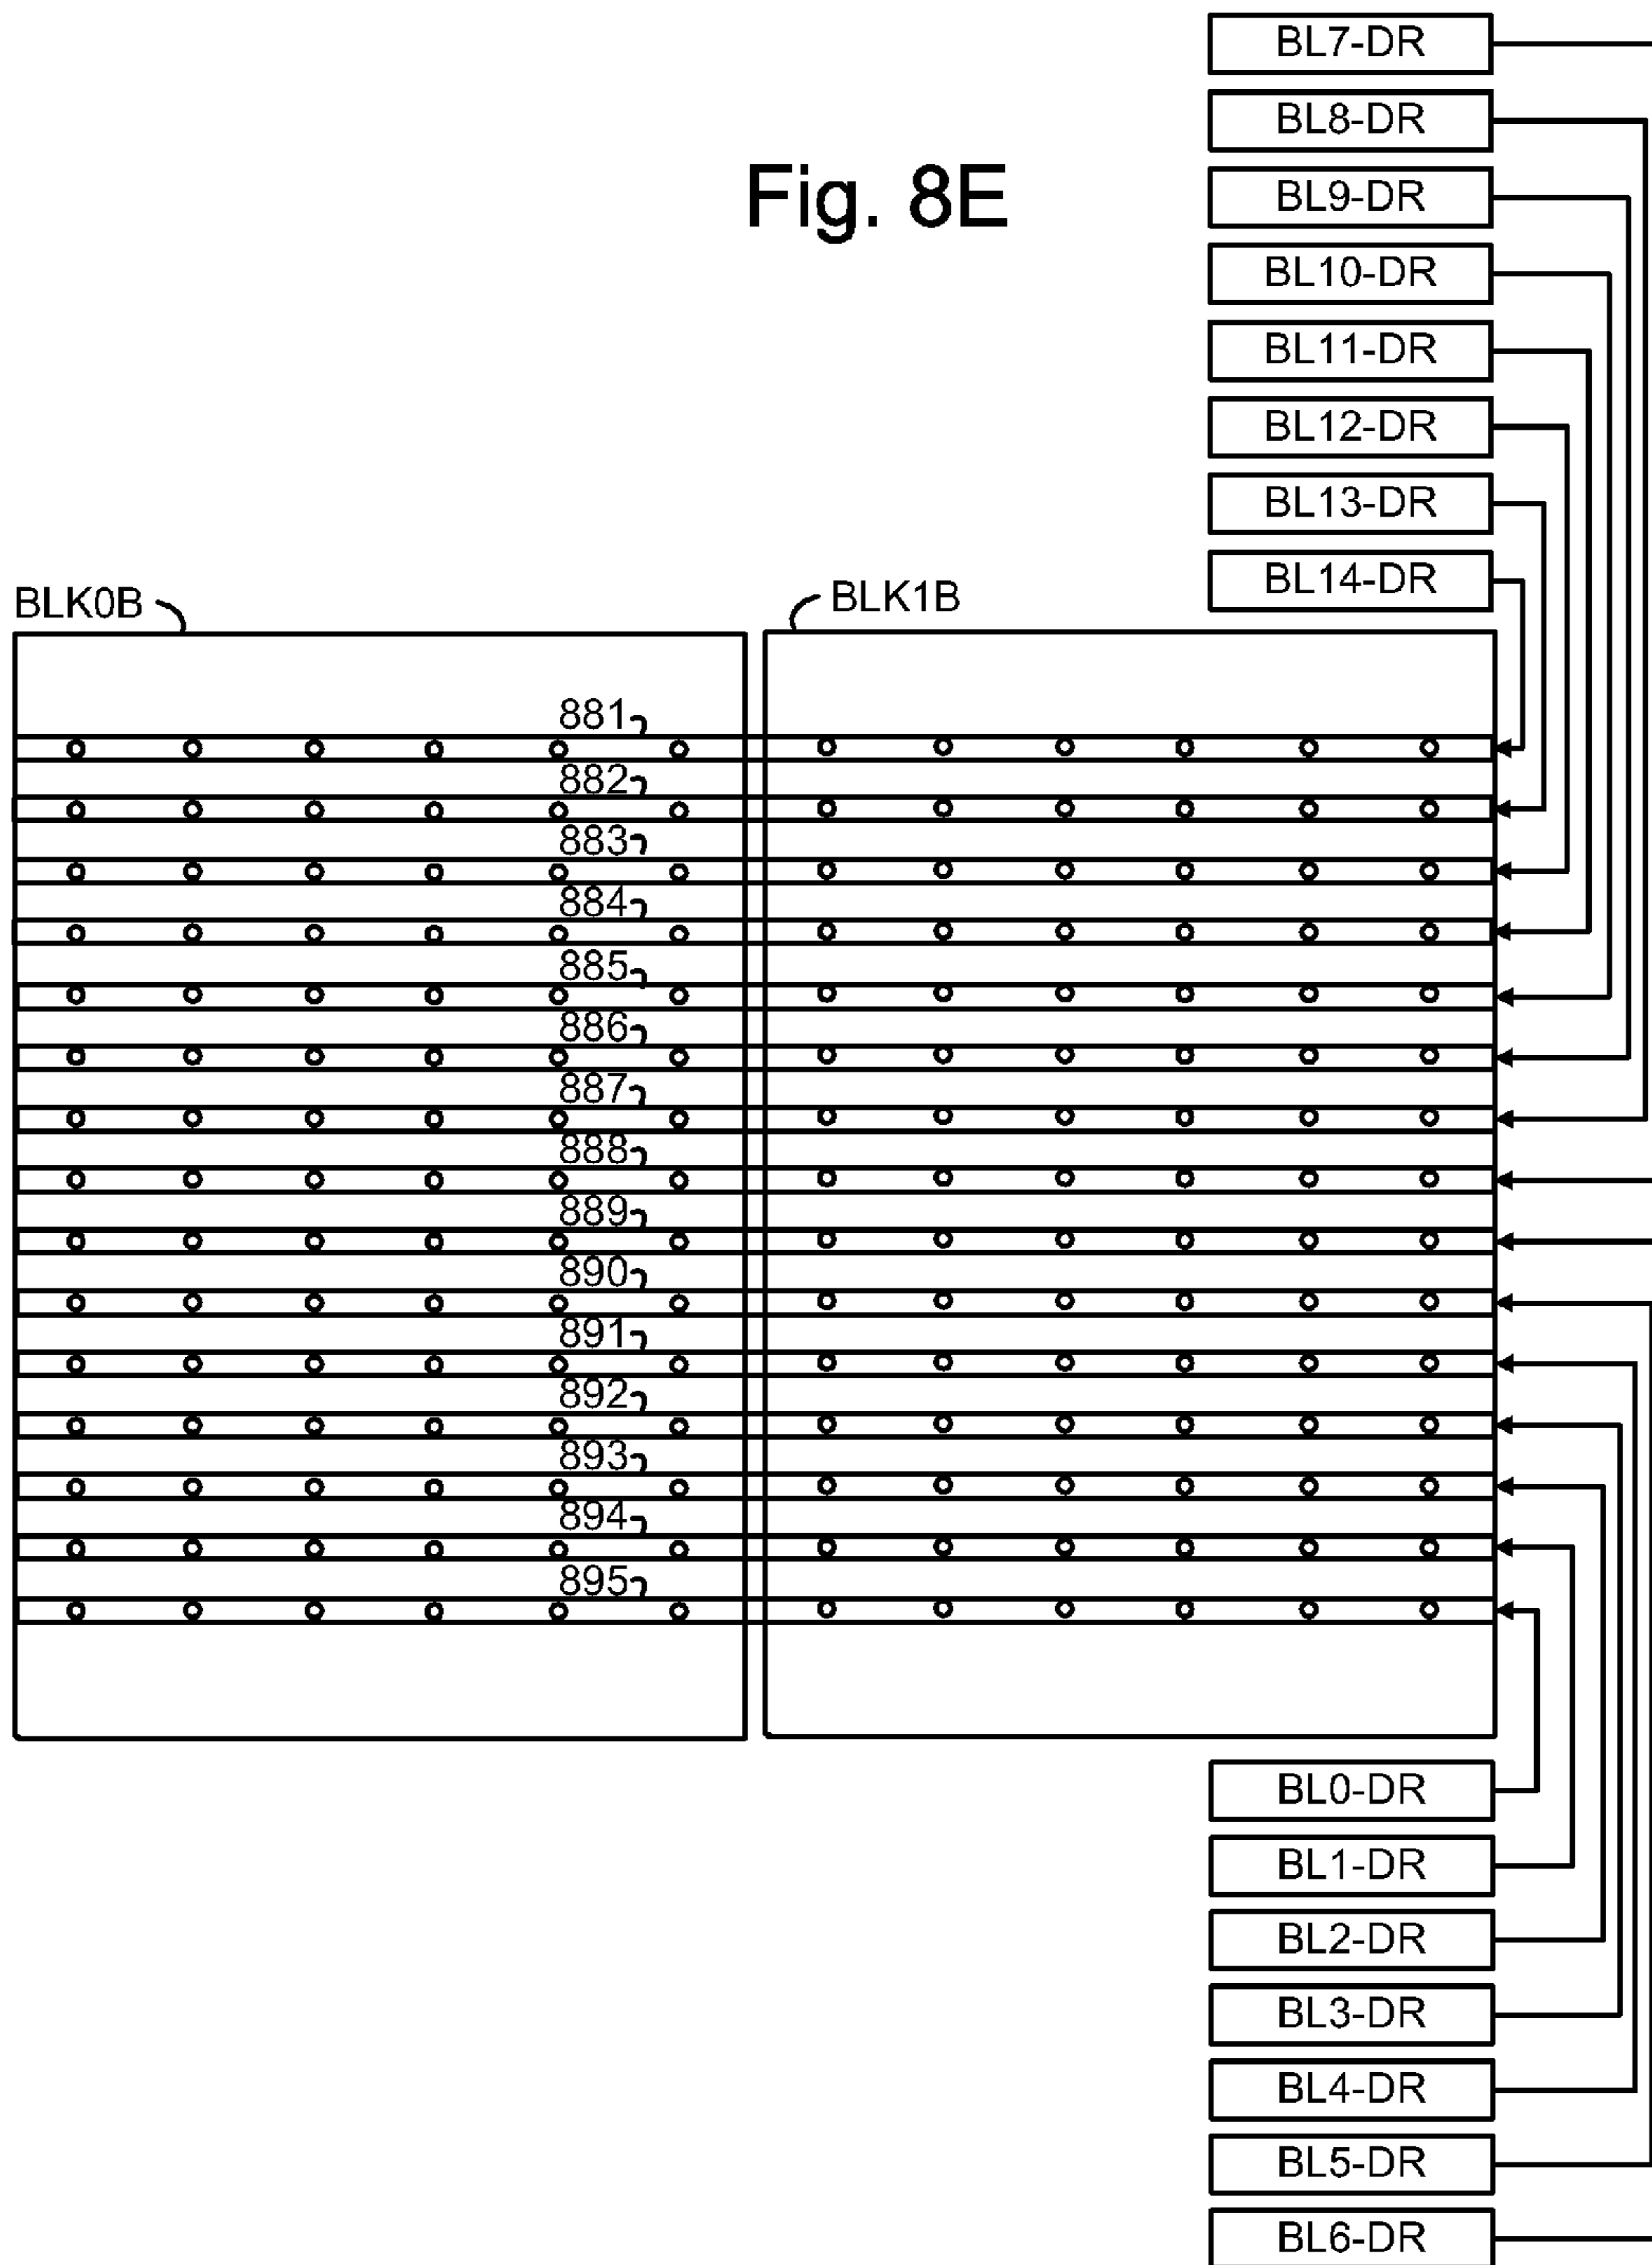 BL7-DR
BL8-DR
Fig. 8E
BL9-DR
BL10-DR
BL11-DR
BL12-DR
BL13-DR
BL14-DR
BLK0B
BLK1B
881
882
883
884
885
886
887
888
889
890
891
892
893
894
895
BL0-DR
BL1-DR
BL2-DR
BL3-DR
BL4-DR
BL5-DR
BL6-DR